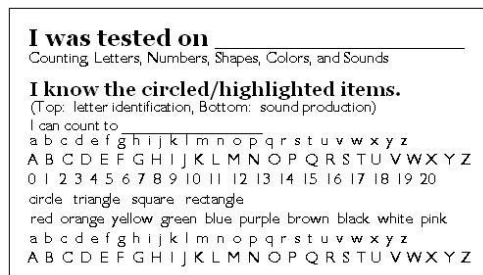 I was tested on ____________________
Counting, Letters, Numbers, Shapes, Colors, and Sounds
I know the circled/highlighted items.
(Top: letter identification, Bottom: sound production)
I can count to ____________________
a b c d e f g h i j k l m n o p q r s t u v w x y z
A B C D E F G H I J K L M N O P Q R S T U V W X Y Z
0 1 2 3 4 5 6 7 8 9 10 11 12 13 14 15 16 17 18 19 20
circle triangle square rectangle
red orange yellow green blue purple brown black white pink
a b c d e f g h i j k l m n o p q r s t u v w x y z
A B C D E F G H I J K L M N O P Q R S T U V W X Y Z